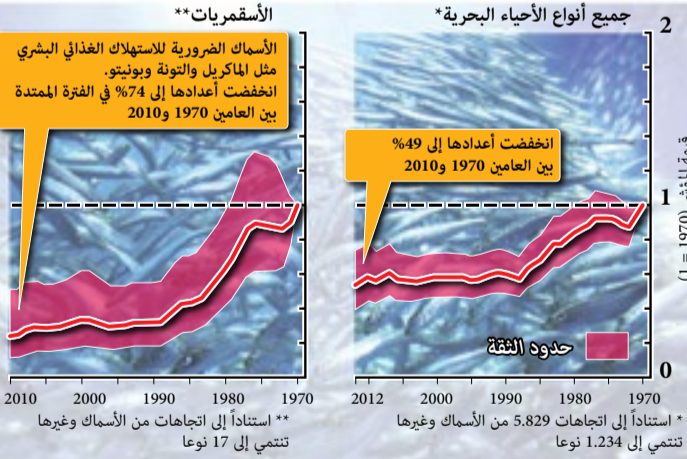 جميع أنواع الأحياء البحرية*
2
1
0
انخفضت أعدادها إلى 49%
بين العامين 1970 و2010
حدود الثقة
1970
1980
1990
2000
2012
* استناداً إلى اتجاهات 5.829 من الأسماك وغيرها
تنتمي إلى 1.234 نوعا
الأسقمريات**
الأسماك الضرورية للاستهلاك الغذائي البشري
مثل الماكريل والتونة وبونيتو.
انخفضت أعدادها إلى 74% في الفترة الممتدة
بين العامين 1970 و2010
1970
1980
1990
2000
2010
** استناداً إلى اتجاهات من الأسماك وغيرها
تنتمي إلى 17 نوعا